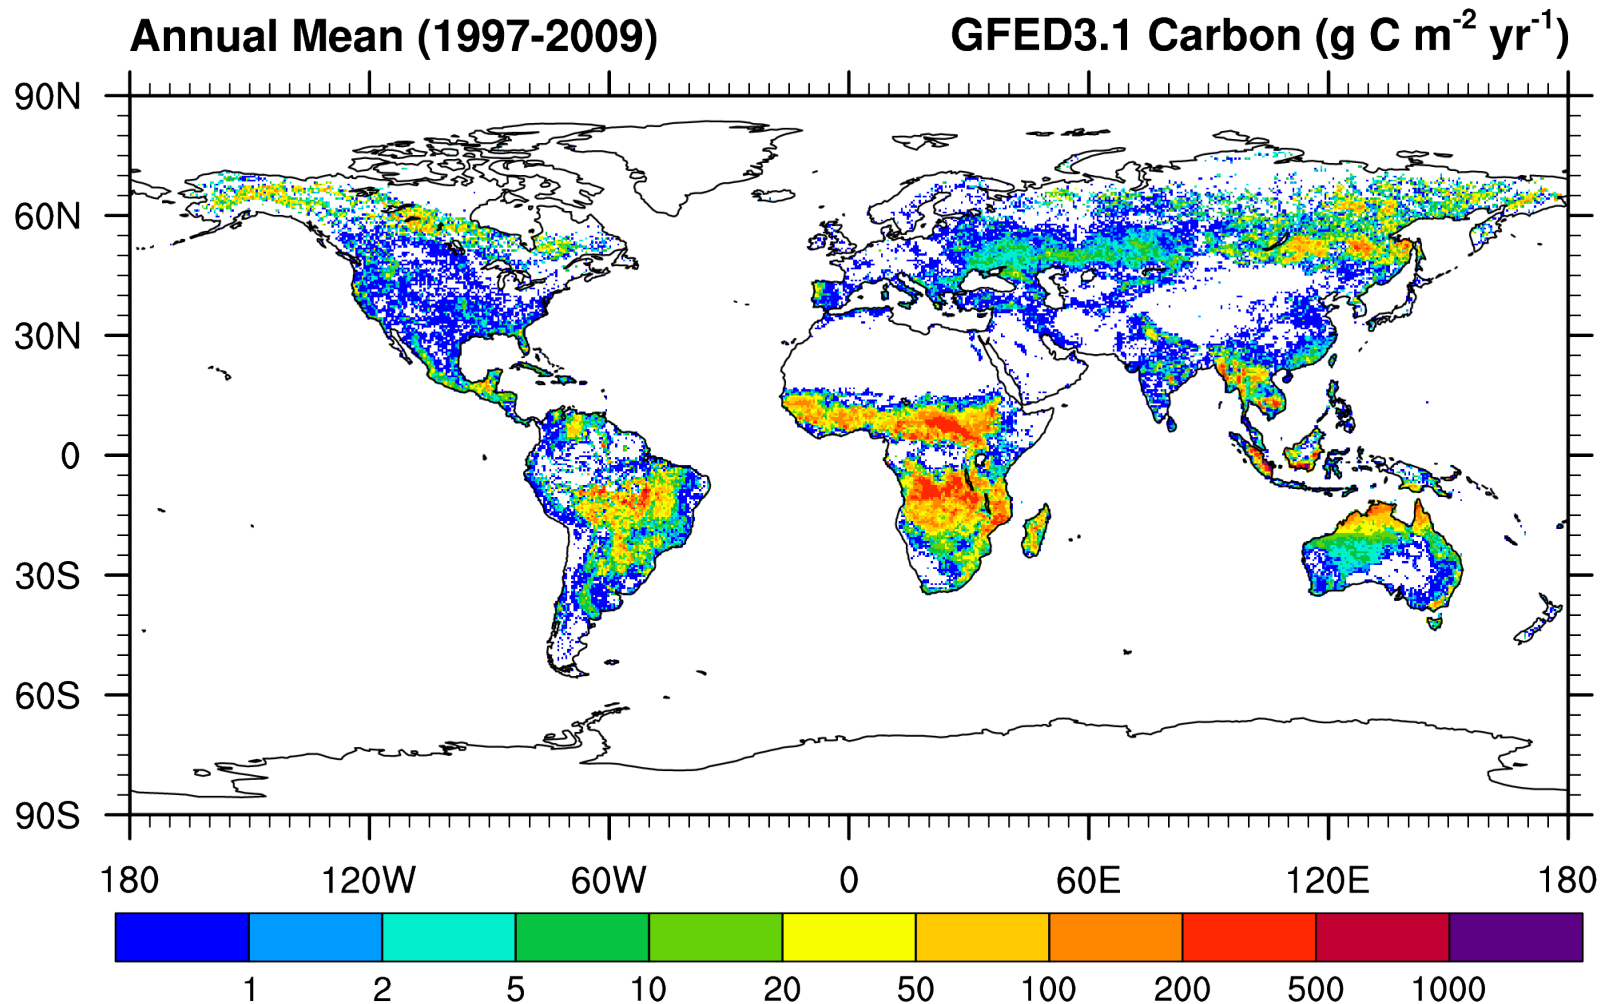 Annual Mean (1997-2009) GFED3.1 Carbon (g C m-2 yr-1)
90N
60N
30N
0
30S
60S
90S
180 120W 60W 0 60E 120E 180
1 2 5 10 20 50 100 200 500 1000